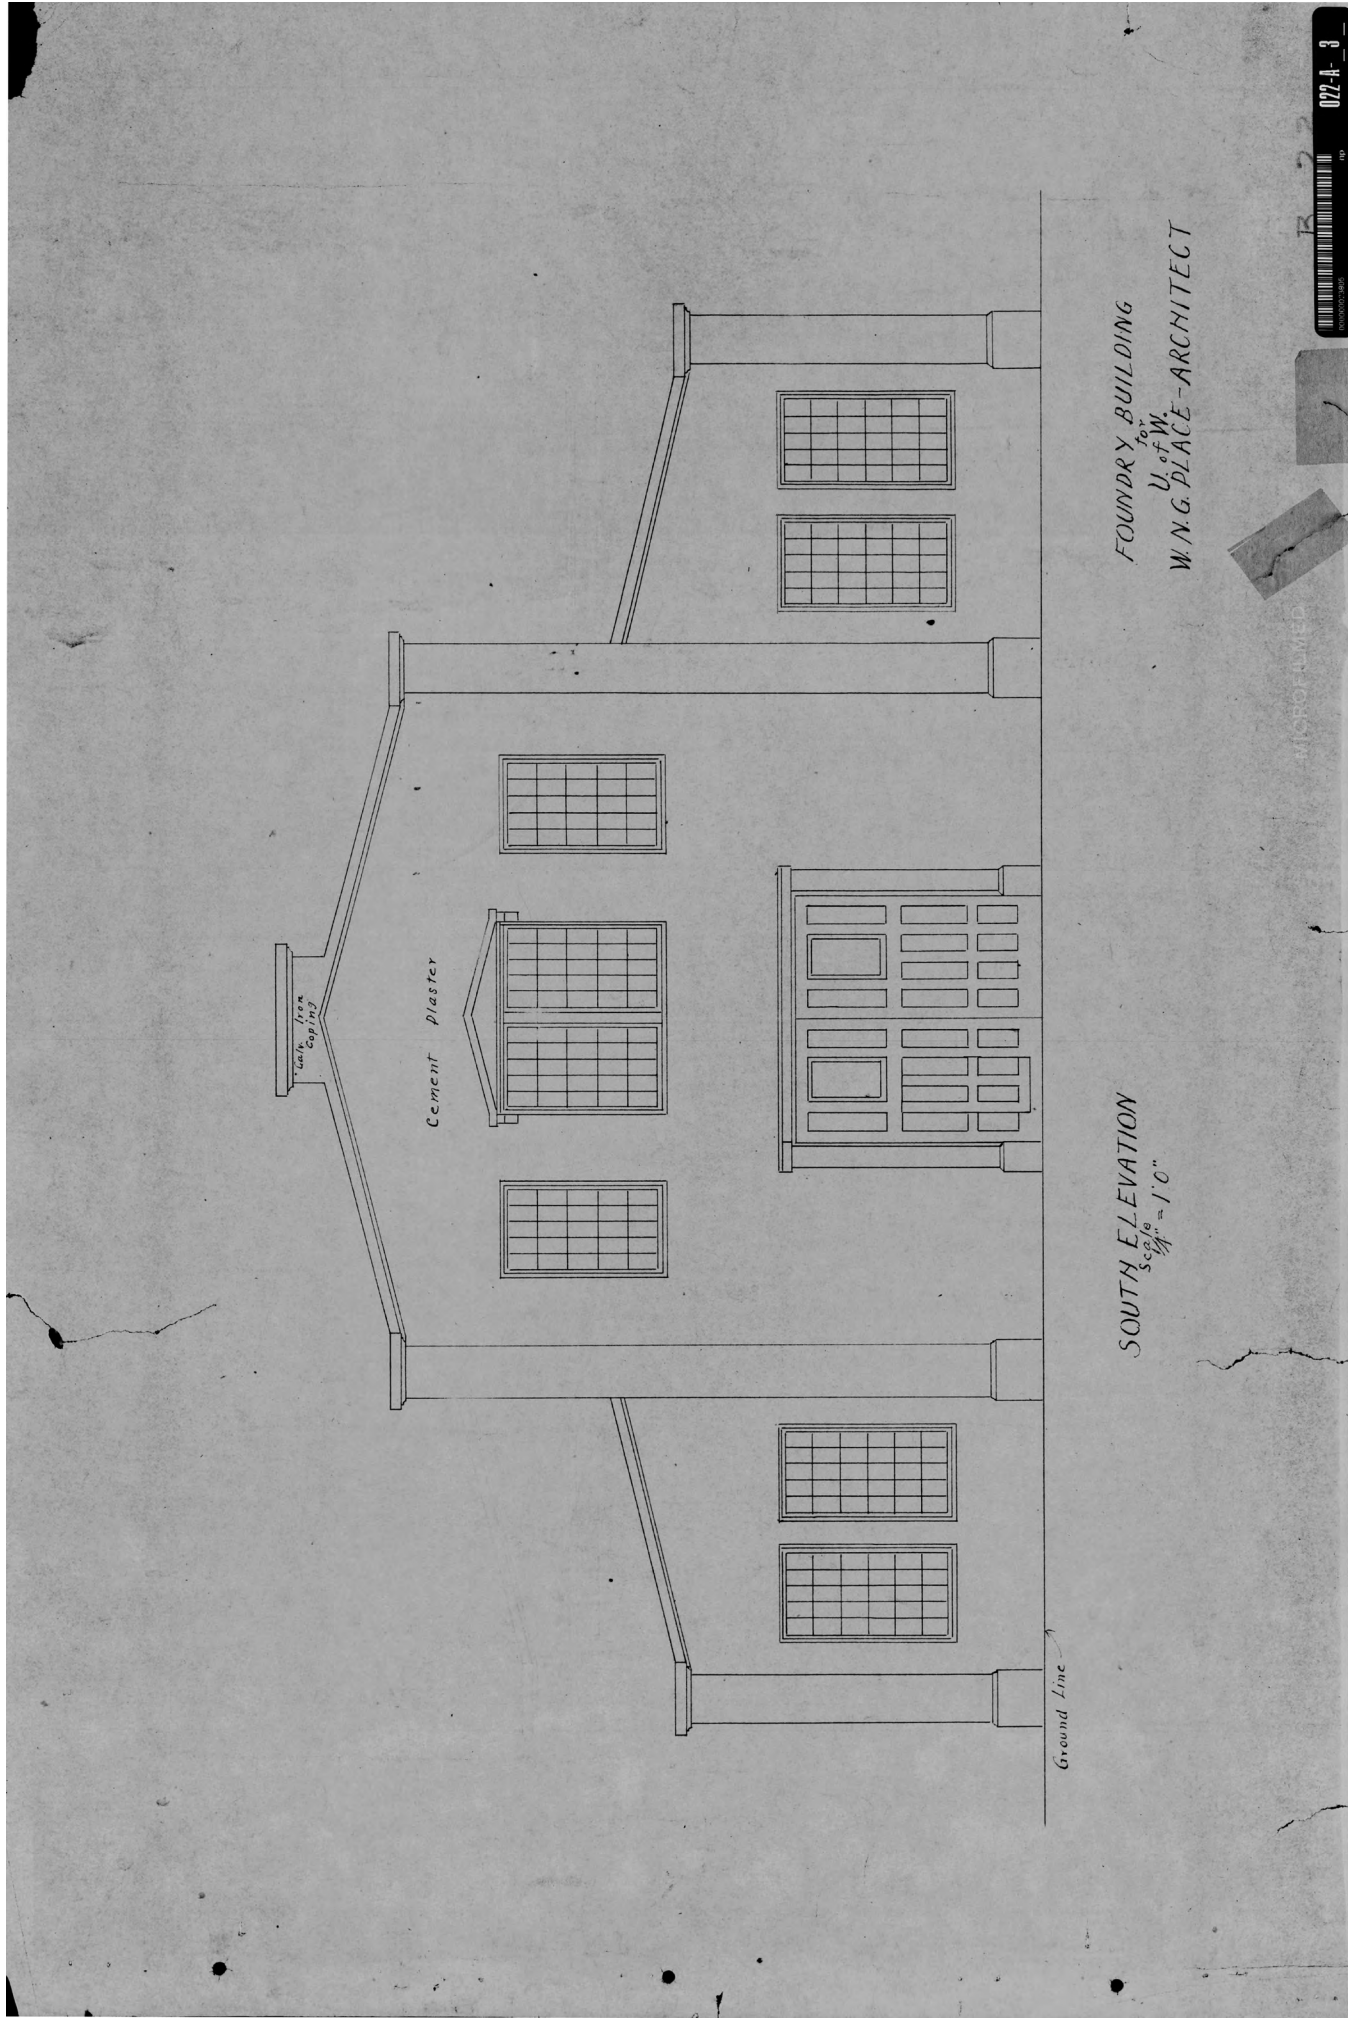 Galv. Iron
Coping
Cement Plaster
Ground Line
SOUTH ELEVATION
Scale
1/4" = 1'0"
FOUNDRY BUILDING
for
U. of W.
W.N.G. PLACE - ARCHITECT
MICROFILMED
022-A- 3